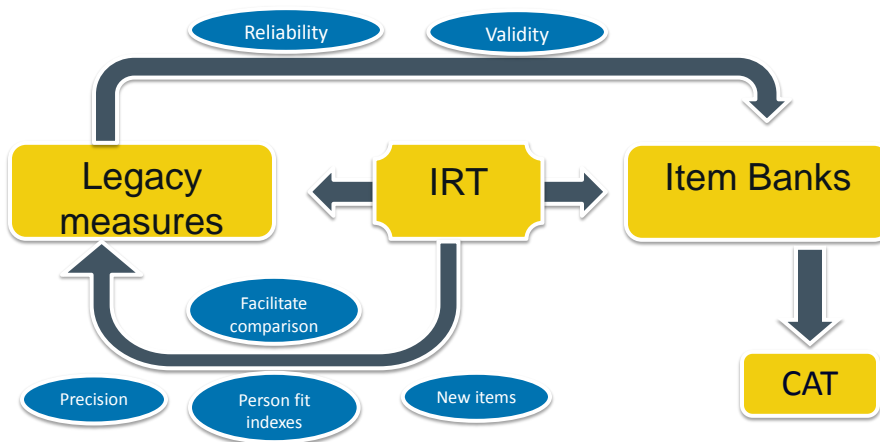 Reliability
Validity
Legacy
measures
IRT
Item Banks
Facilitate
comparison
Precision
Person fit
indexes
New items
CAT